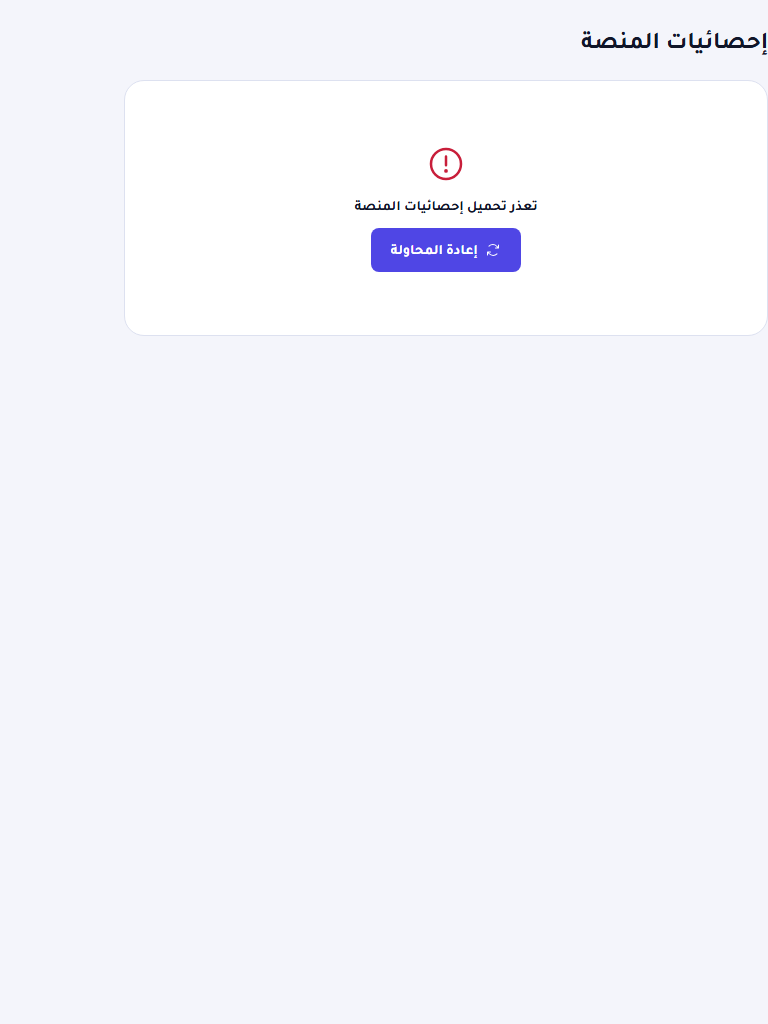 إحصائيات المنصة
تعذر تحميل إحصائيات المنصة
إعادة المحاولة